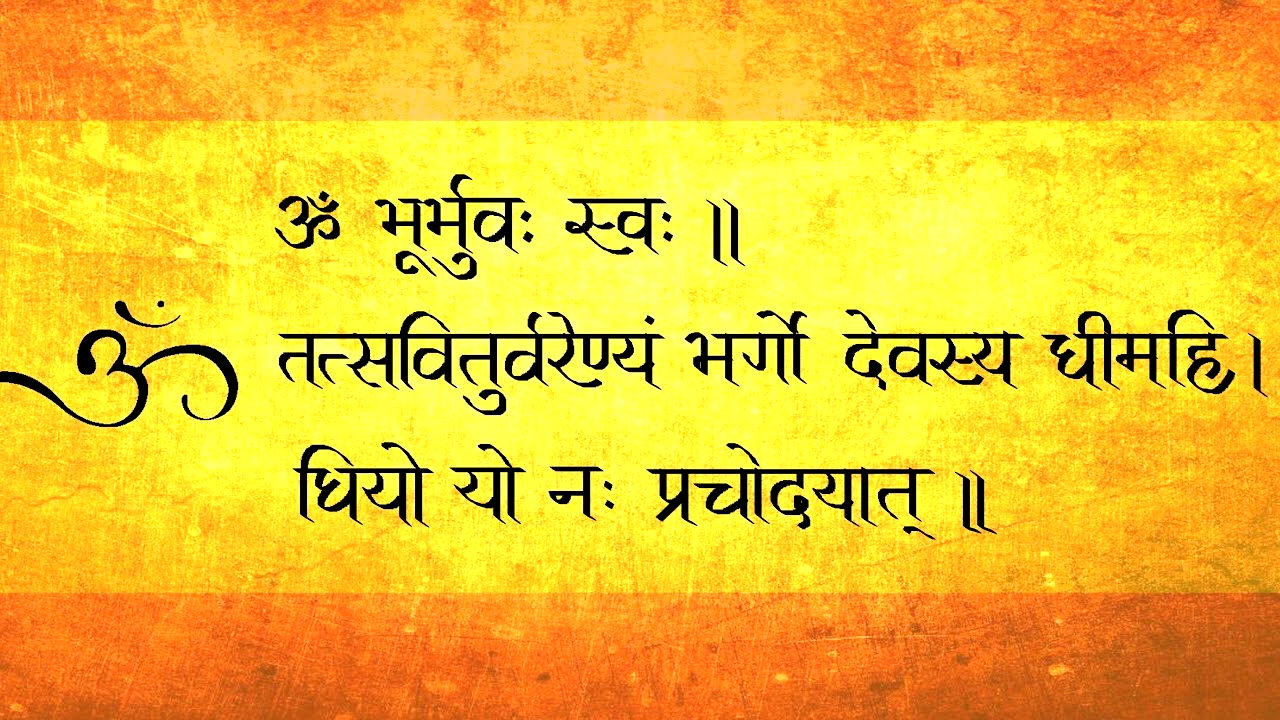 ॐ भूर्भुवः स्वः ॥
ॐ
तत्सवितुर्वरेण्यं भर्गो देवस्य धीमहि।
धियो यो नः प्रचोदयात् ॥